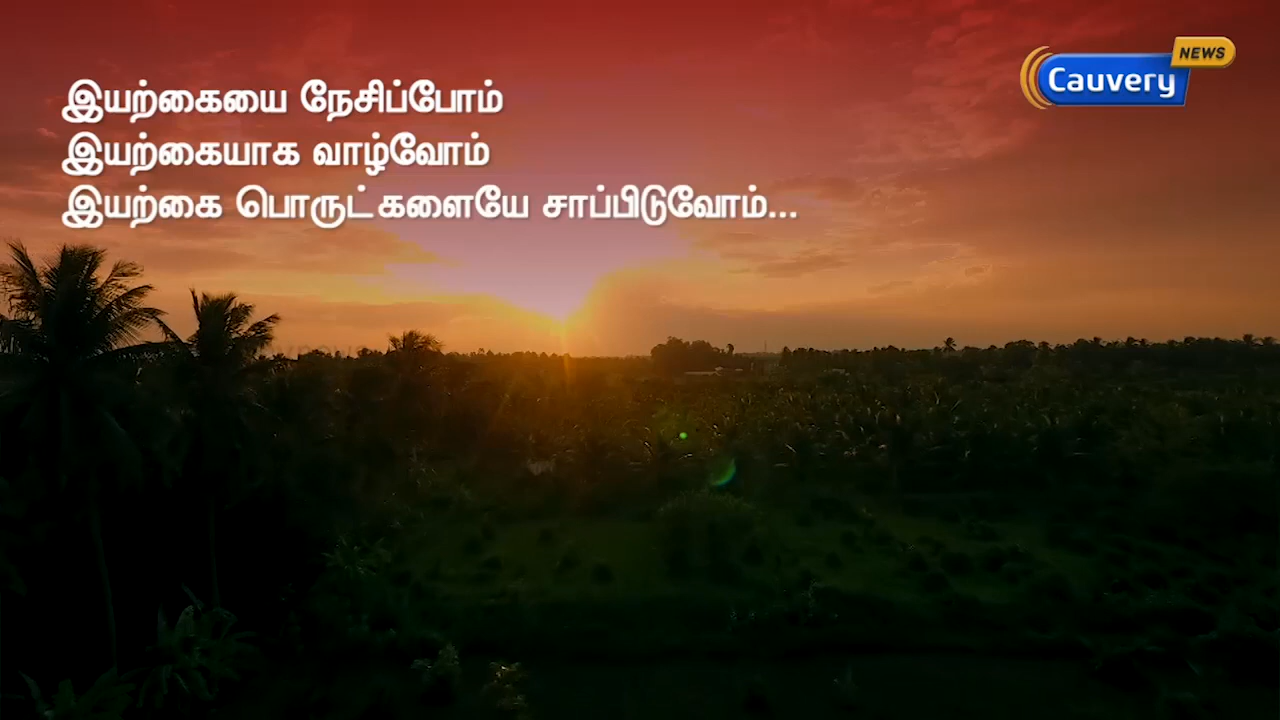 இயற்கையை நேசிப்போம்
இயற்கையாக வாழ்வோம்
இயற்கை பொருட்களையே சாப்பிடுவோம்...
Cauvery NEWS